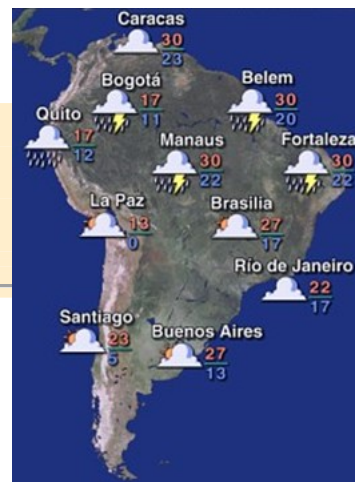 Caracas
30
23
Bogotá
17
11
Belem
30
20
Quito
17
12
Manaus
30
22
Fortaleza
30
22
La Paz
13
0
Brasilia
27
17
Río de Janeiro
22
17
Santiago
23
5
Buenos Aires
27
13